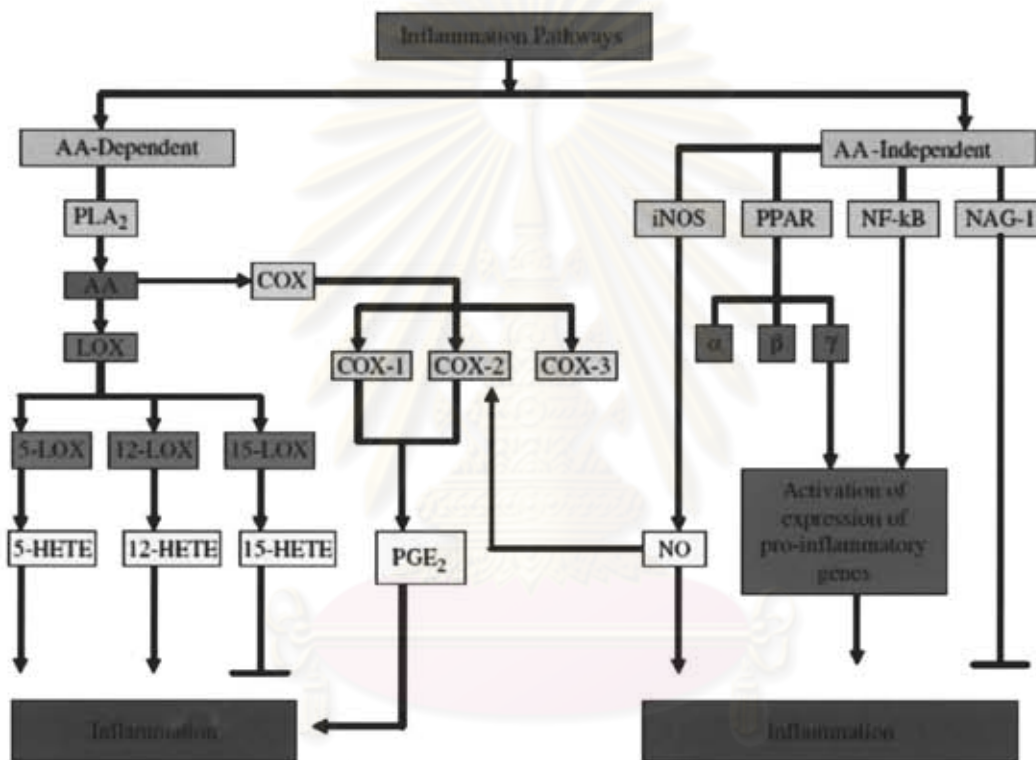 Inflammation Pathways
AA-Dependent
AA-Independent
PLA₂
iNOS
PPAR
NF-kB
NAG-1
AA
COX
LOX
α
β
γ
COX-1
COX-2
COX-3
5-LOX
12-LOX
15-LOX
Activation of
expression of
pro-inflammatory
genes
5-HETE
12-HETE
15-HETE
PGE₂
NO
Inflammation
Inflammation